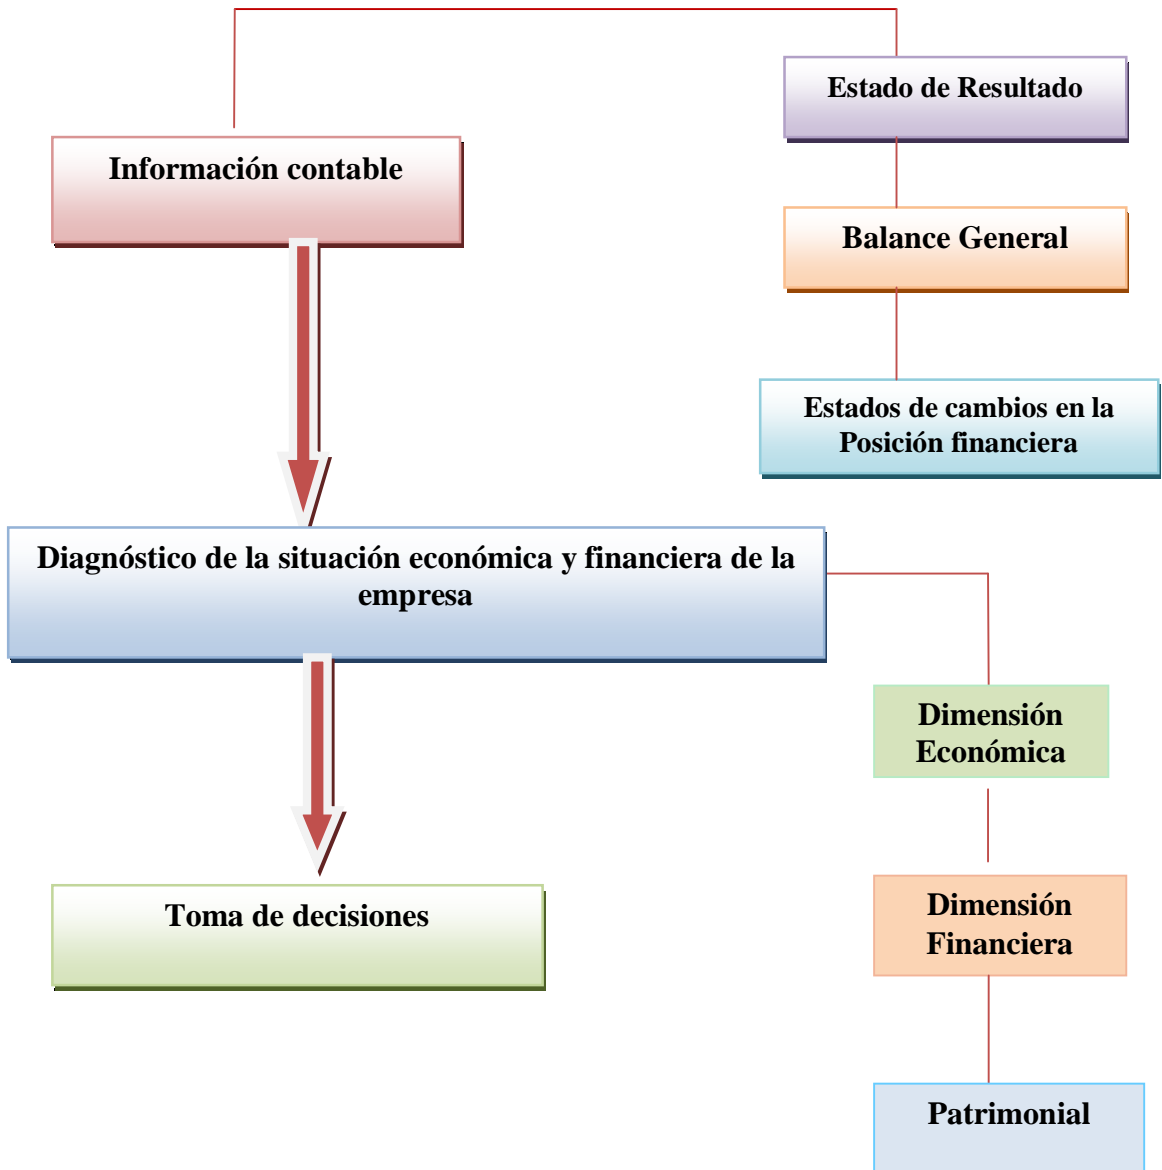 Estado de Resultado
Información contable
Balance General
Estados de cambios en la
Posición financiera
Diagnóstico de la situación económica y financiera de la
empresa
Dimensión
Económica
Toma de decisiones
Dimensión
Financiera
Patrimonial